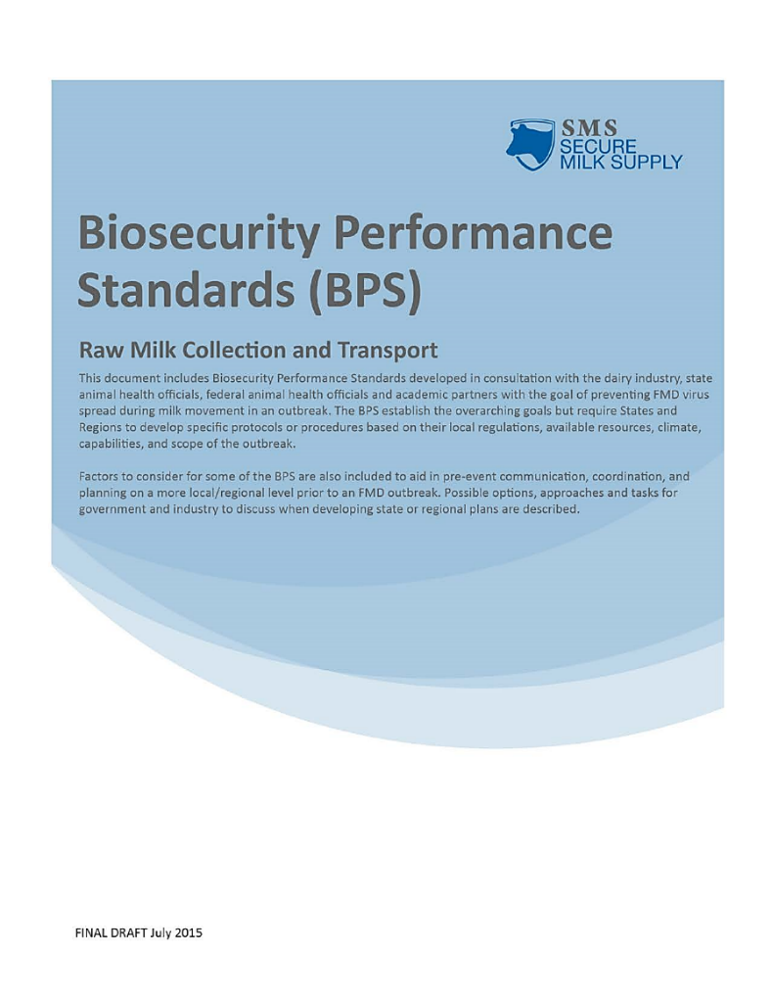 SMS
SECURE
MILK SUPPLY
Biosecurity Performance
Standards (BPS)
Raw Milk Collection and Transport
This document includes Biosecurity Performance Standards developed in consultation with the dairy industry, state
animal health officials, federal animal health officials and academic partners with the goal of preventing FMD virus
spread during milk movement in an outbreak. The BPS establish the overarching goals but require States and
Regions to develop specific protocols or procedures based on their local regulations, available resources, climate,
capabilities, and scope of the outbreak.
Factors to consider for some of the BPS are also included to aid in pre-event communication, coordination, and
planning on a more local/regional level prior to an FMD outbreak. Possible options, approaches and tasks for
government and industry to discuss when developing state or regional plans are described.
FINAL DRAFT July 2015